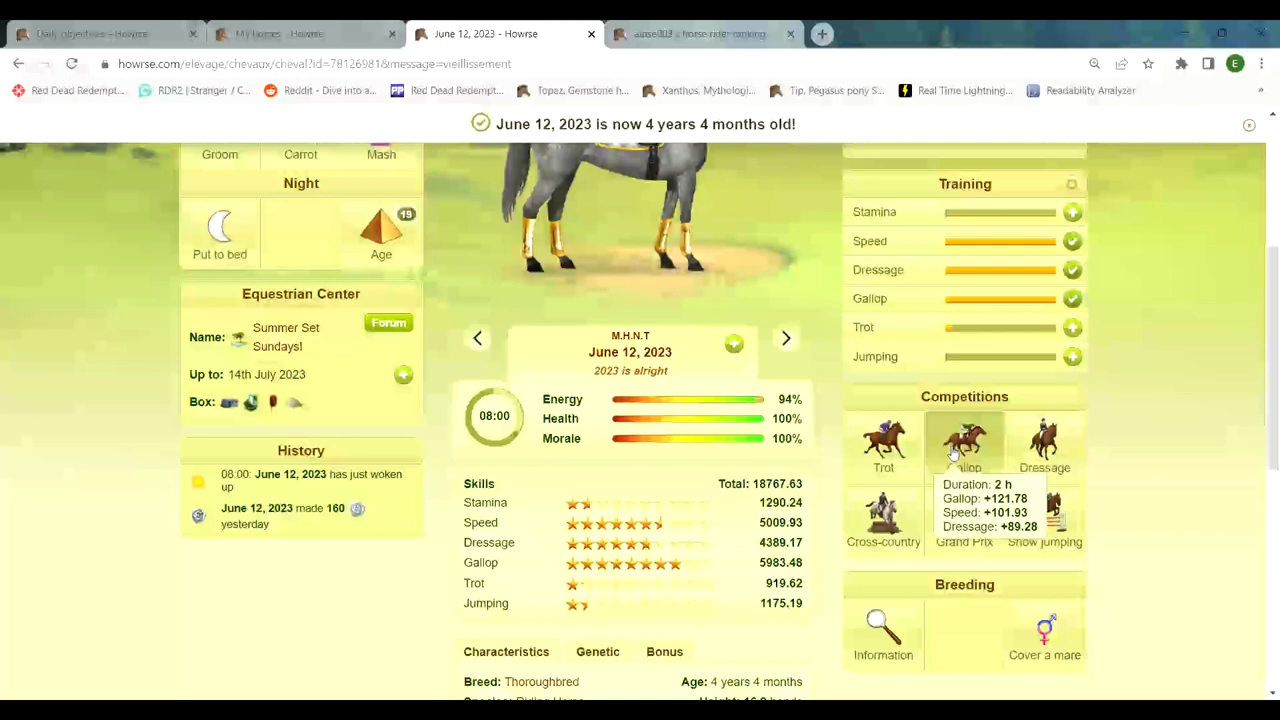 Daily objectives - Howrse
My horses - Howrse
June 12, 2023 - Howrse
howrse.com/elevage/chevaux/cheval?id=78126981&message=vieillissement
E
Red Dead Redempt...
RDR2 | Stranger / C...
Reddit - Dive into a...
Red Dead Redempt...
Topaz, Gemstone h...
Xanthos, Mythologi...
Tip, Pegasus pony S...
Real Time Lightning...
Readability Analyzer
»
June 12, 2023 is now 4 years 4 months old!
Groom
Carrot
Mash
Night
Put to bed
19
Age
Equestrian Center
Name:
Summer Set
Sundays!
Forum
Up to: 14th July 2023
Box:
History
08:00: June 12, 2023 has just woken
up
June 12, 2023 made 160
yesterday
M.H.N.T
June 12, 2023
2023 is alright
08:00
Energy 94%
Health 100%
Morale 100%
Skills Total: 18767.63
Stamina 1290.24
Speed 5009.93
Dressage 4389.17
Gallop 5983.48
Trot 919.62
Jumping 1175.19
Characteristics Genetic Bonus
Breed: Thoroughbred Age: 4 years 4 months
Training
Stamina
Speed
Dressage
Gallop
Trot
Jumping
Competitions
Trot
Gallop
Dressage
Duration: 2 h
Gallop: +121.78
Speed: +101.93
Dressage: +89.28
Cross-country
Grand Prix
Show jumping
Breeding
Information
Cover a mare